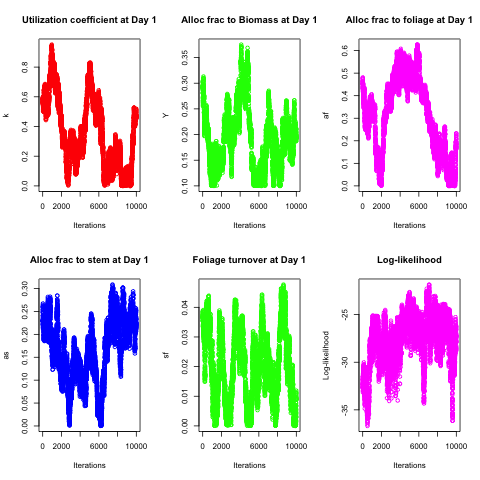 Utilization coefficient at Day 1
Alloc frac to Biomass at Day 1
Alloc frac to foliage at Day 1
k
0.0 0.2 0.4 0.6 0.8
0 2000 6000 10000
Iterations
Y
0.10 0.15 0.20 0.25 0.30 0.35
0 2000 6000 10000
Iterations
af
0.0 0.1 0.2 0.3 0.4 0.5 0.6
0 2000 6000 10000
Iterations
Alloc frac to stem at Day 1
Foliage turnover at Day 1
Log-likelihood
as
0.00 0.05 0.10 0.15 0.20 0.25 0.30
0 2000 6000 10000
Iterations
sf
0.00 0.01 0.02 0.03 0.04
0 2000 6000 10000
Iterations
Log-likelihood
-35 -30 -25
0 2000 6000 10000
Iterations